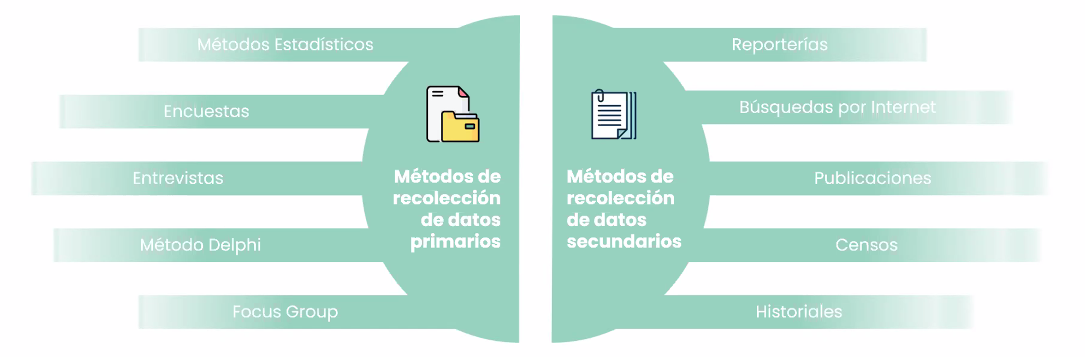 Métodos Estadísticos
Encuestas
Entrevistas
Método Delphi
Focus Group
Métodos de
recolección
de datos
primarios
Métodos de
recolección
de datos
secundarios
Reporterías
Búsquedas por Internet
Publicaciones
Censos
Historiales